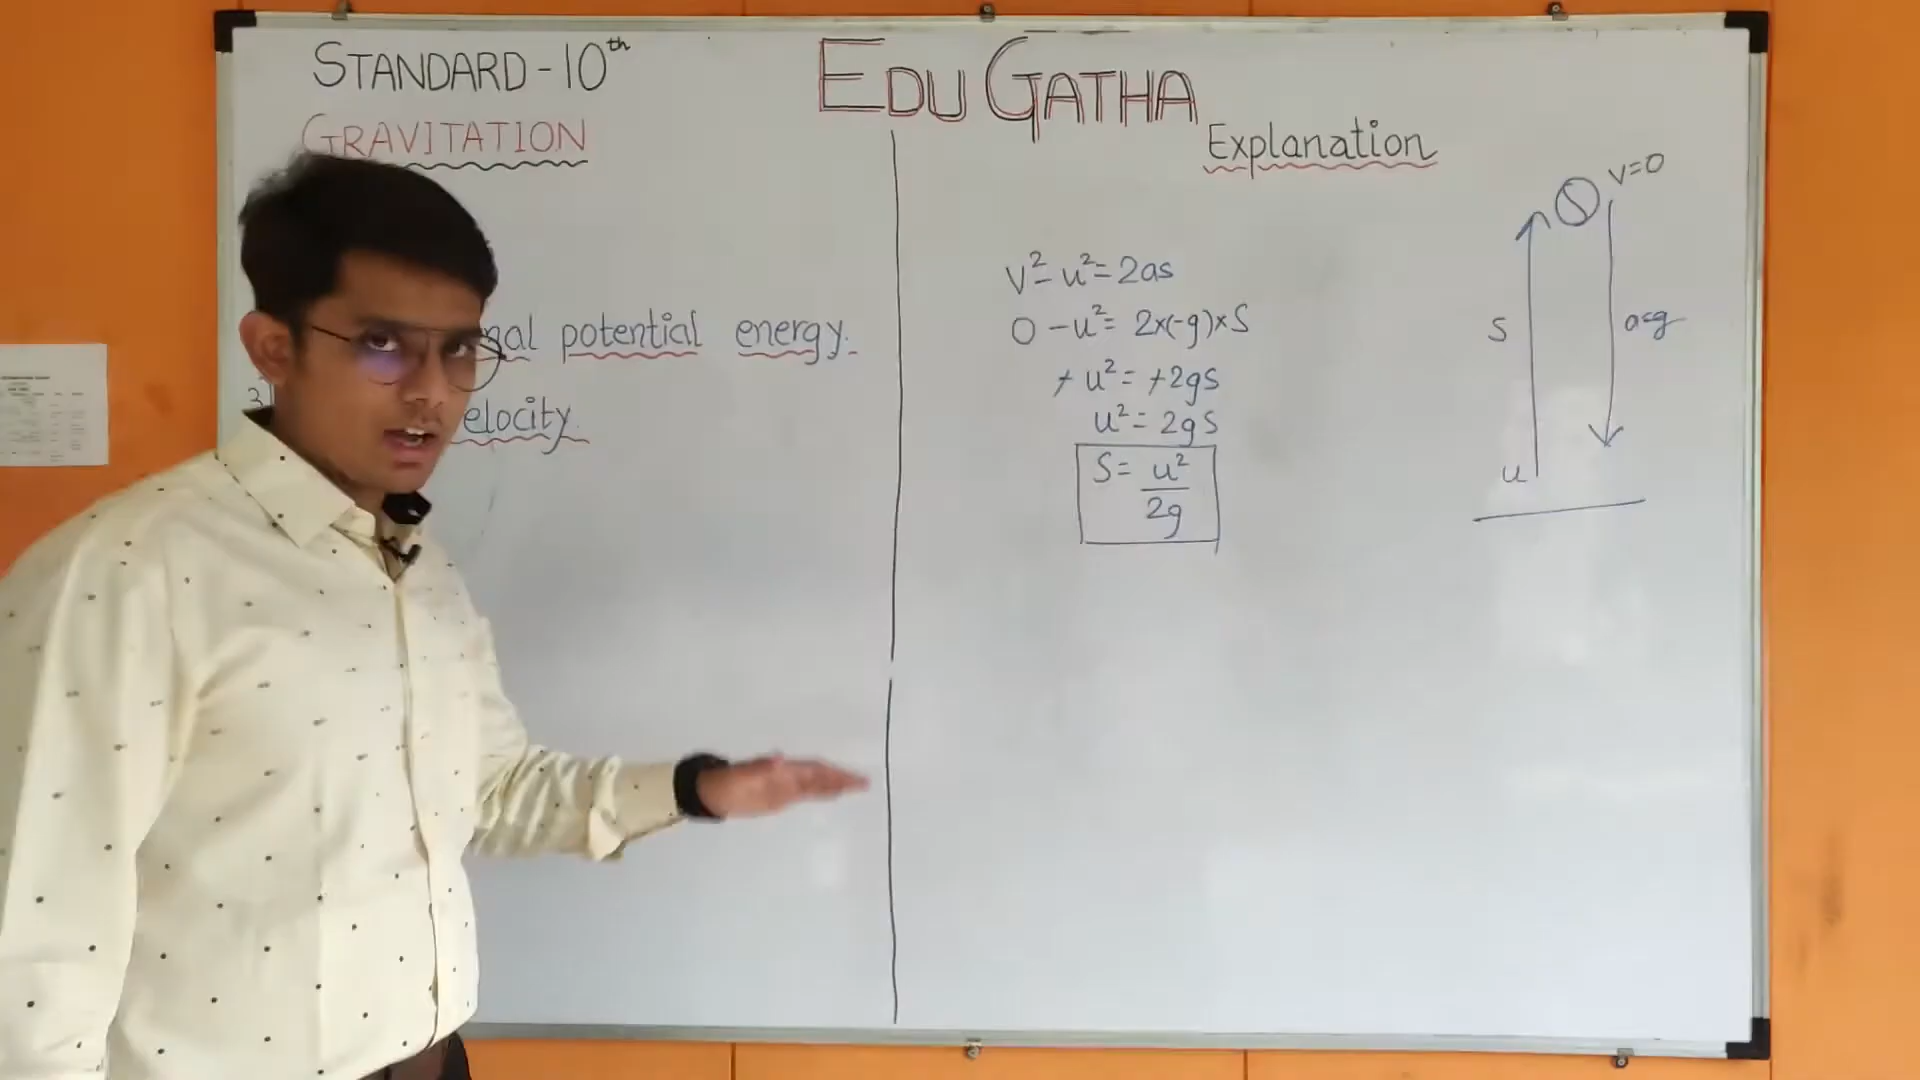 STANDARD-10th
EDU GATHA
GRAVITATION
Explanation
potential energy.
3
V²-u²=2as
0-u²= 2x(-g)xS
+u²=+2gS
u²=2gS
S= u²/2g
V=0
S
u